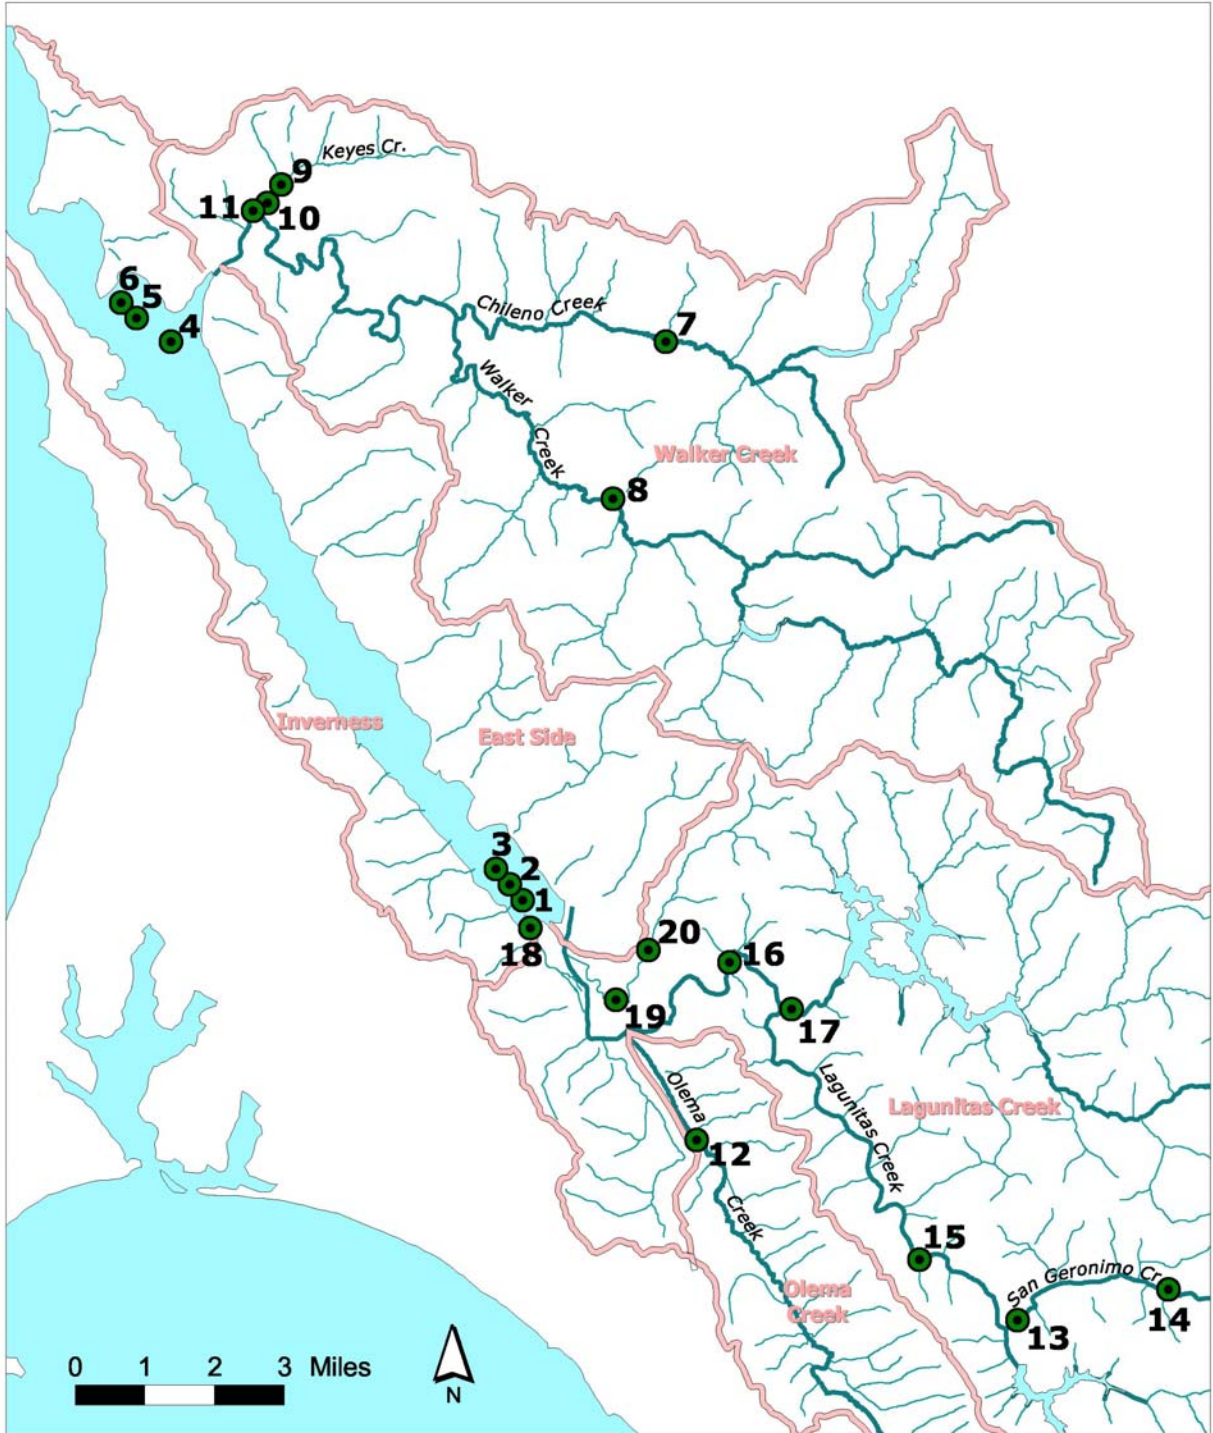 Keyes Cr.
9
11
10
6
5
4
Chileno Creek
7
Walker
Creek
Walker Creek
8
Inverness
East Side
3
2
1
18
20
16
19
17
Olema
Creek
12
Lagunitas Creek
Lagunitas Creek
15
San Geronimo Cr.
14
13
Olema
Creek
0 1 2 3 Miles
N